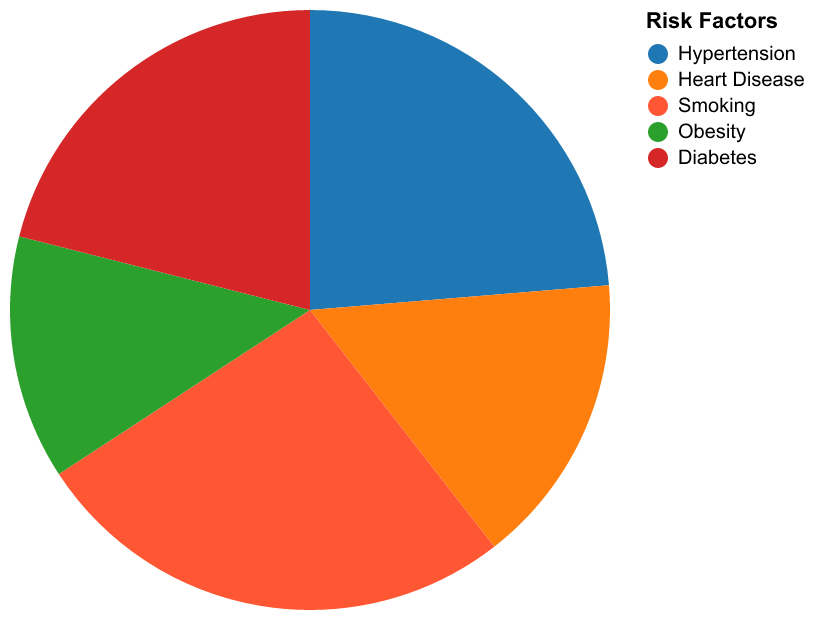 Risk Factors
Hypertension
Heart Disease
Smoking
Obesity
Diabetes